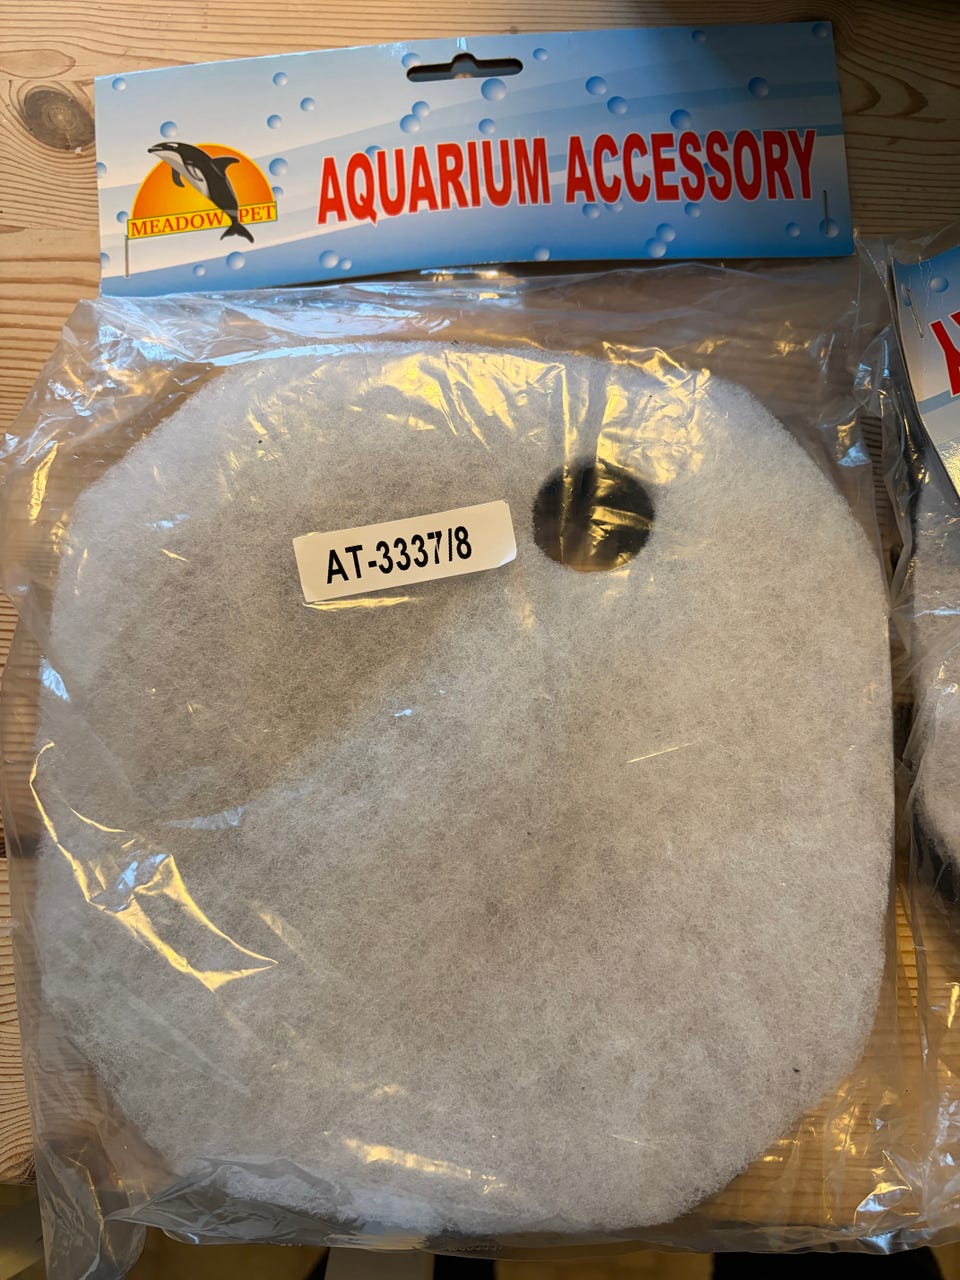 MEADOW PET
AQUARIUM ACCESSORY
AT-3337/8